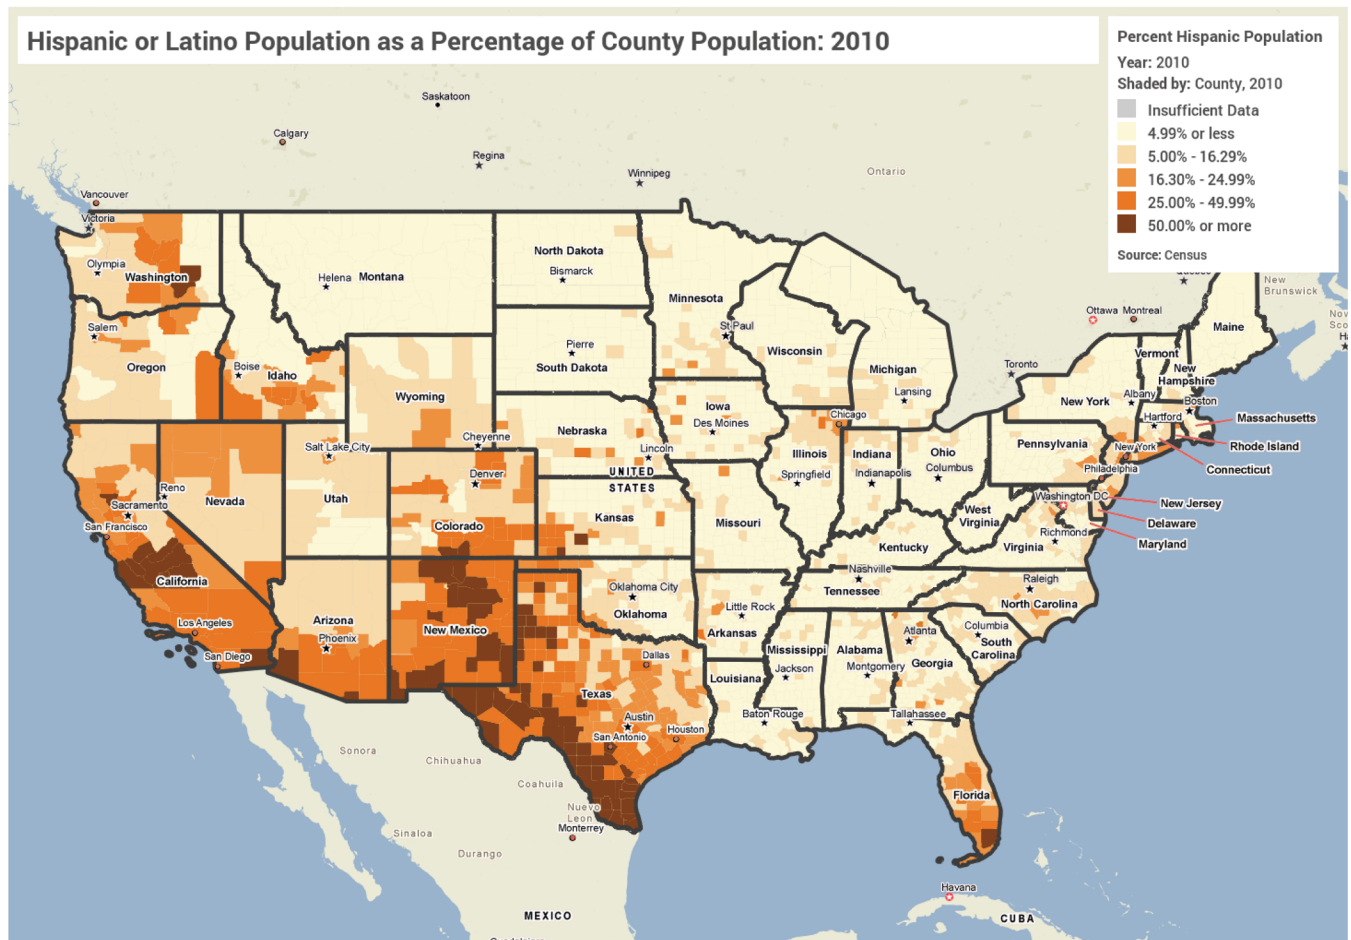 Hispanic or Latino Population as a Percentage of County Population: 2010
Percent Hispanic Population
Year: 2010
Shaded by: County, 2010
Insufficient Data
4.99% or less
5.00% - 16.29%
16.30% - 24.99%
25.00% - 49.99%
50.00% or more
Source: Census
Saskatoon
Calgary
Regina
Winnipeg
Ontario
Vancouver
Victoria
Olympia
Washington
Helena
Montana
North Dakota
Bismarck
Minnesota
St Paul
Ottawa
Montreal
New
Brunswick
Maine
Salem
Oregon
Boise
Idaho
Pierre
South Dakota
Wisconsin
Michigan
Lansing
Toronto
Vermont
New
Hampshire
Wyoming
Cheyenne
Nebraska
Lincoln
Iowa
Des Moines
Chicago
New York
Albany
Boston
Hartford
Massachusetts
Rhode Island
Connecticut
Salt Lake City
Utah
Reno
Nevada
Sacramento
San Francisco
California
Denver
Colorado
UNITED
STATES
Kansas
Missouri
Illinois
Springfield
Indiana
Indianapolis
Ohio
Columbus
Pennsylvania
New York
Philadelphia
Washington DC
New Jersey
Delaware
Maryland
West
Virginia
Richmond
Virginia
Kentucky
Los Angeles
San Diego
Arizona
Phoenix
New Mexico
Oklahoma City
Oklahoma
Little Rock
Arkansas
Nashville
Tennessee
Raleigh
North Carolina
Columbia
South
Carolina
Atlanta
Georgia
Mississippi
Jackson
Alabama
Montgomery
Louisiana
Baton Rouge
Tallahassee
Dallas
Texas
Austin
San Antonio
Houston
Florida
Sonora
Chihuahua
Coahuila
Nuevo
Leon
Monterrey
Sinaloa
Durango
MEXICO
Havana
CUBA